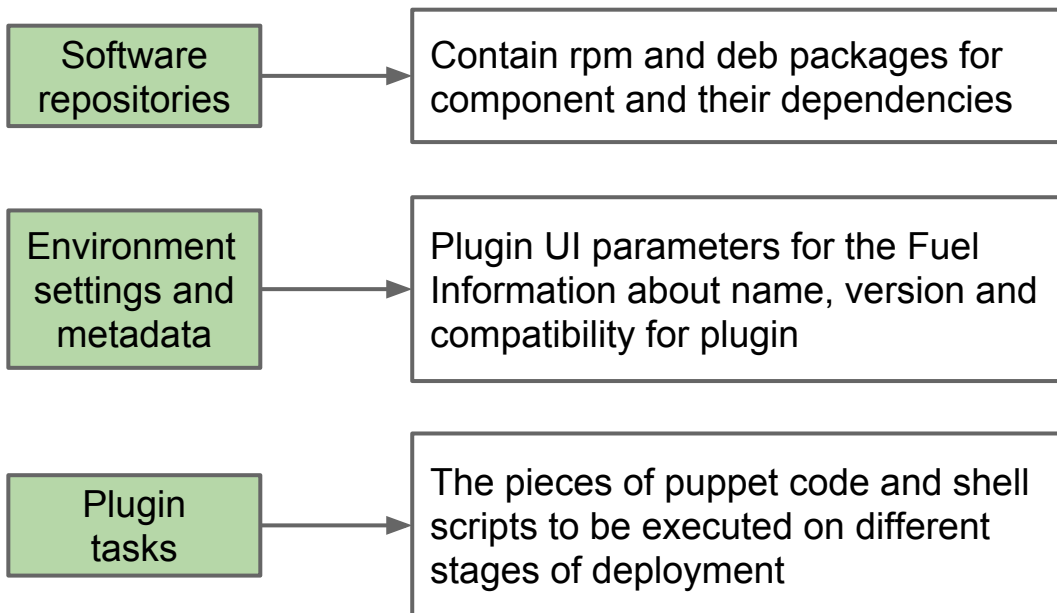 Software
repositories
Contain rpm and deb packages for
component and their dependencies
Environment
settings and
metadata
Plugin UI parameters for the Fuel
Information about name, version and
compatibility for plugin
Plugin
tasks
The pieces of puppet code and shell
scripts to be executed on different
stages of deployment